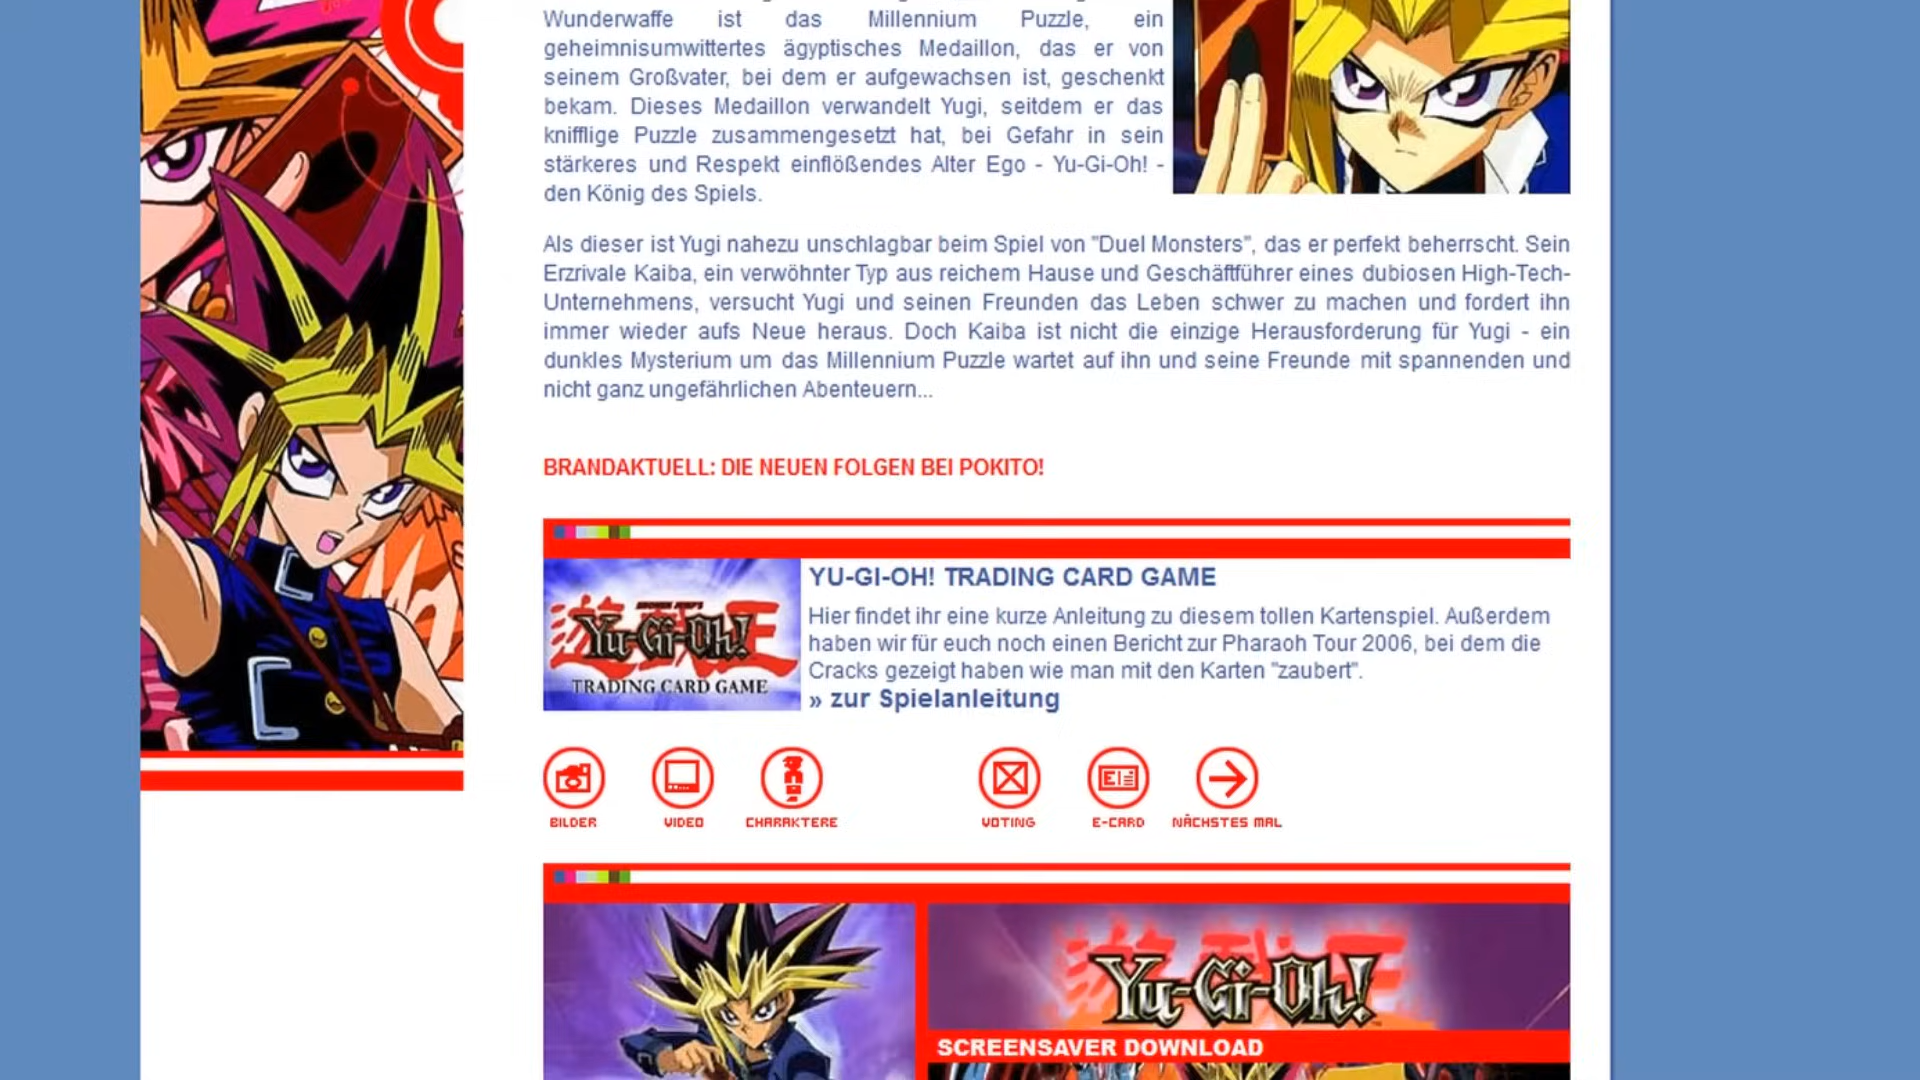 Wunderwaffe ist das Millennium Puzzle, ein
geheimnisumwittertes ägyptisches Medaillon, das er von
seinem Großvater, bei dem er aufgewachsen ist, geschenkt
bekam. Dieses Medaillon verwandelt Yugi, seitdem er das
knifflige Puzzle zusammengesetzt hat, bei Gefahr in sein
stärkeres und Respekt einflößendes Alter Ego - Yu-Gi-Oh! -
den König des Spiels.
Als dieser ist Yugi nahezu unschlagbar beim Spiel von "Duel Monsters", das er perfekt beherrscht. Sein
Erzrivale Kaiba, ein verwöhnter Typ aus reichem Hause und Geschäftführer eines dubiosen High-Tech-
Unternehmens, versucht Yugi und seinen Freunden das Leben schwer zu machen und fordert ihn
immer wieder aufs Neue heraus. Doch Kaiba ist nicht die einzige Herausforderung für Yugi - ein
dunkles Mysterium um das Millennium Puzzle wartet auf ihn und seine Freunde mit spannenden und
nicht ganz ungefährlichen Abenteuern...
BRANDAKTUELL: DIE NEUEN FOLGEN BEI POKITO!
遊戯王
Yu-Gi-Oh!
TRADING CARD GAME
YU-GI-OH! TRADING CARD GAME
Hier findet ihr eine kurze Anleitung zu diesem tollen Kartenspiel. Außerdem
haben wir für euch noch einen Bericht zur Pharaoh Tour 2006, bei dem die
Cracks gezeigt haben wie man mit den Karten "zaubert".
» zur Spielanleitung
BILDER VIDEO CHARAKTERE VOTING E-CARD NÄCHSTES MAL
遊戯王
Yu-Gi-Oh!
SCREENSAVER DOWNLOAD